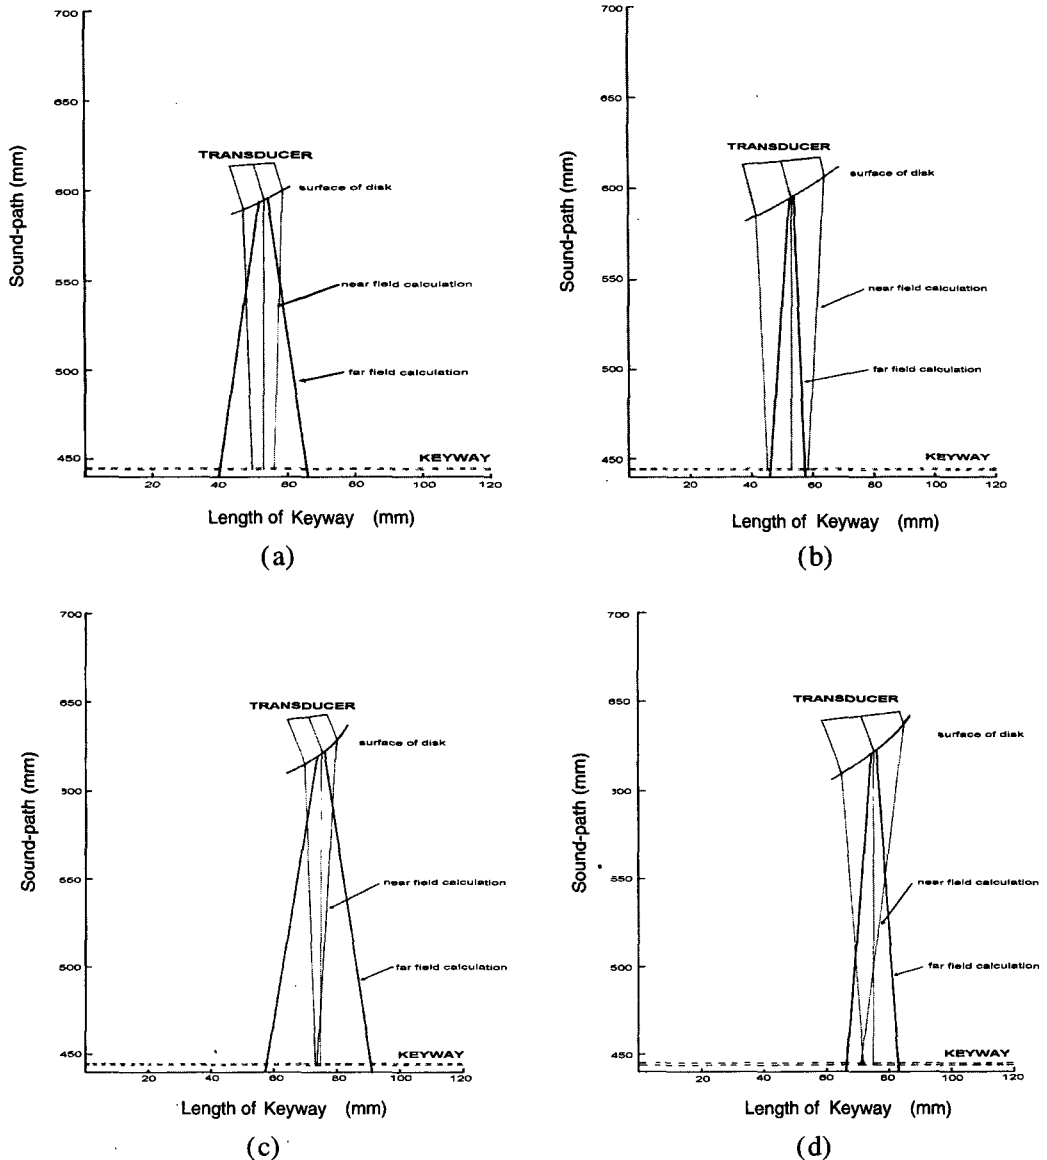 700
650
600
550
500
450
Sound-path (mm)
TRANSDUCER
surface of disk
near field calculation
far field calculation
KEYWAY
20 40 60 80 100 120
Length of Keyway (mm)
(a)
700
650
600
550
500
450
Sound-path (mm)
TRANSDUCER
surface of disk
near field calculation
far field calculation
KEYWAY
20 40 60 80 100 120
Length of Keyway (mm)
(b)
700
650
500
560
500
450
Sound-path (mm)
TRANSDUCER
surface of disk
near field calculation
far field calculation
KEYWAY
20 40 60 80 100 120
Length of Keyway (mm)
(c)
700
650
300
550
500
450
Sound-path (mm)
TRANSDUCER
surface of disk
near field calculation
far field calculation
KEYWAY
20 40 60 80 100 120
Length of Keyway (mm)
(d)